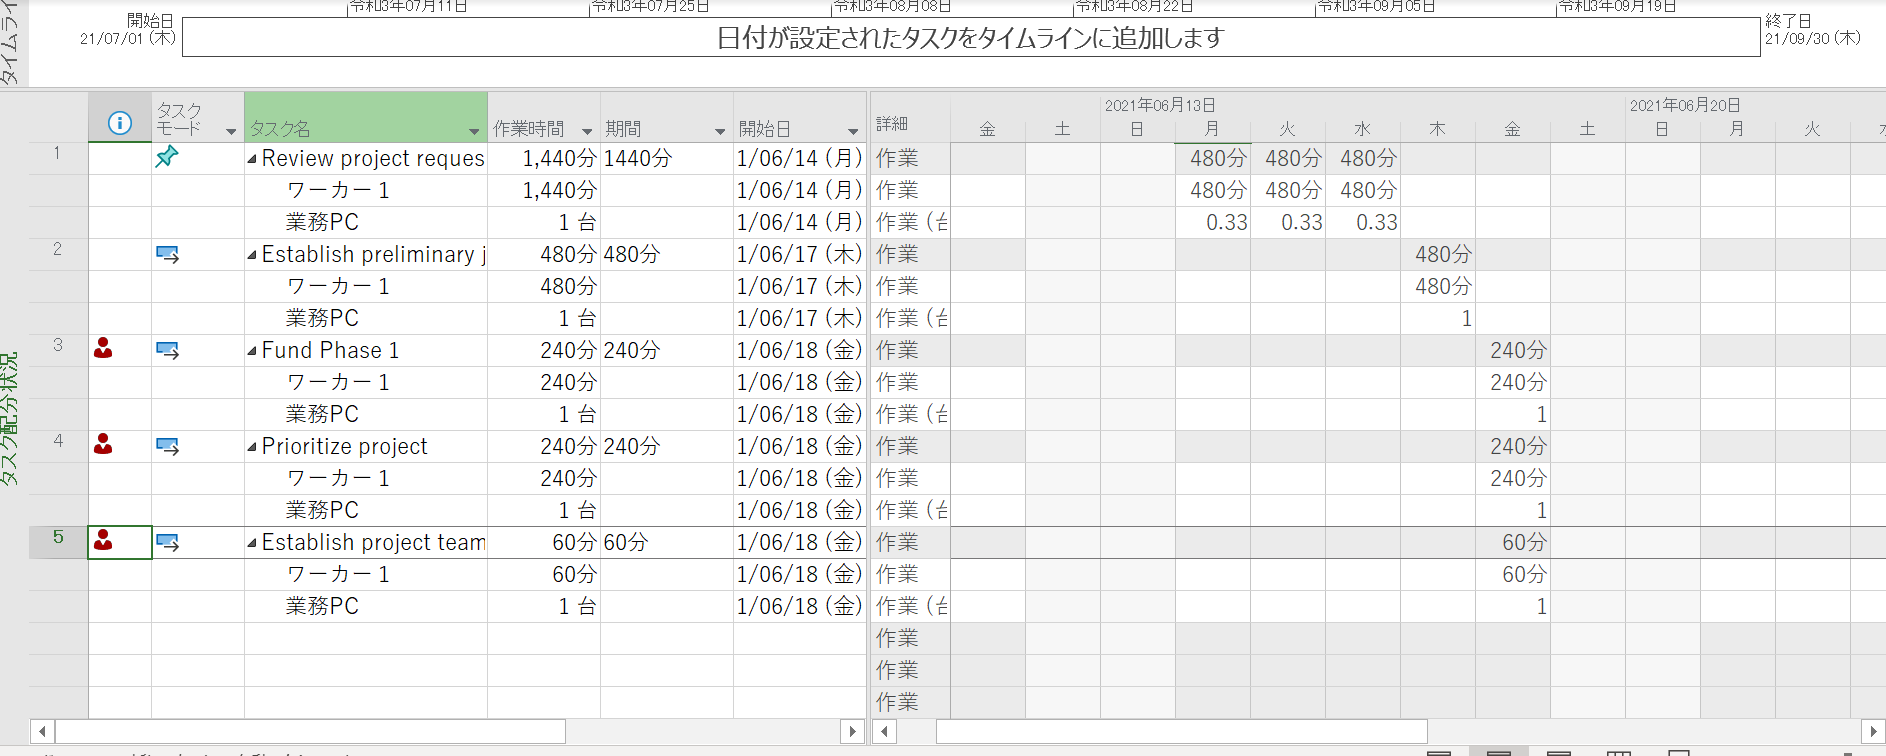 令和3年07月11日 令和3年07月25日 令和3年08月08日 令和3年08月22日 令和3年09月05日 令和3年09月19日
開始日
21/07/01 (木)
日付が設定されたタスクをタイムラインに追加します
終了日
21/09/30 (木)
タイムライ
タスク配分状況
タスクモード タスク名 作業時間 期間 開始日 詳細
2021年06月13日 2021年06月20日
金 土 日 月 火 水 木 金 土 日 月 火
1 Review project reques 1,440分 1440分 1/06/14 (月) 作業 480分 480分 480分
ワーカー 1 1,440分 1/06/14 (月) 作業 480分 480分 480分
業務PC 1 台 1/06/14 (月) 作業 (台 0.33 0.33 0.33
2 Establish preliminary j 480分 480分 1/06/17 (木) 作業 480分
ワーカー 1 480分 1/06/17 (木) 作業 480分
業務PC 1 台 1/06/17 (木) 作業 (台 1
3 Fund Phase 1 240分 240分 1/06/18 (金) 作業 240分
ワーカー 1 240分 1/06/18 (金) 作業 240分
業務PC 1 台 1/06/18 (金) 作業 (台 1
4 Prioritize project 240分 240分 1/06/18 (金) 作業 240分
ワーカー 1 240分 1/06/18 (金) 作業 240分
業務PC 1 台 1/06/18 (金) 作業 (台 1
5 Establish project team 60分 60分 1/06/18 (金) 作業 60分
ワーカー 1 60分 1/06/18 (金) 作業 60分
業務PC 1 台 1/06/18 (金) 作業 (台 1
作業
作業
作業